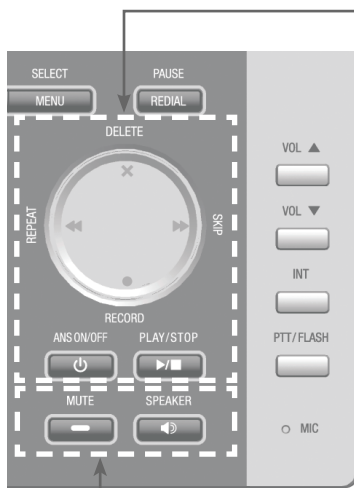 SELECT PAUSE
MENU REDIAL
DELETE
REPEAT
SKIP
RECORD
ANS ON/OFF PLAY/STOP
MUTE SPEAKER
VOL ▲
VOL ▼
INT
PTT/FLASH
MIC